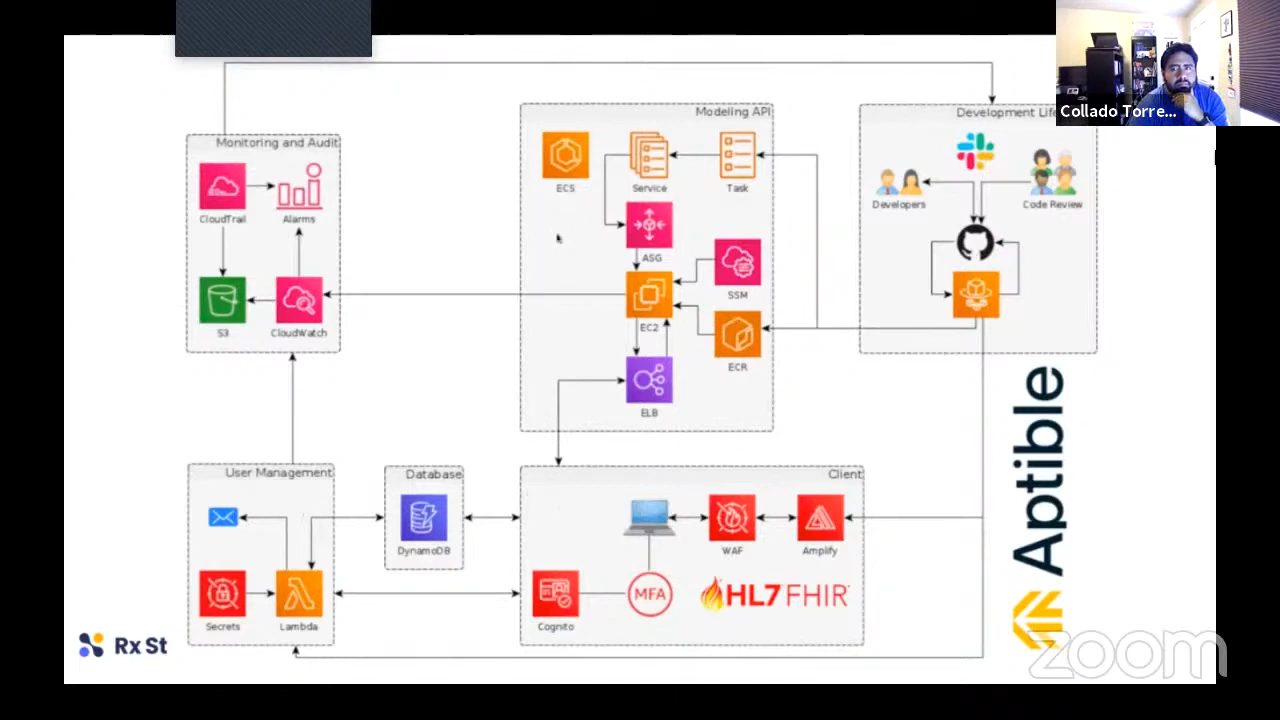 Collado Torre...
Monitoring and Audit
CloudTrail
Alarms
S3
CloudWatch
Modeling API
ECS
Service
Task
ASG
SSM
EC2
ECR
ELB
Development Life
Developers
Code Review
User Management
Secrets
Lambda
Database
DynamoDB
Client
WAF
Amplify
Cognito
MFA
HL7 FHIR
Aptible
Rx St
zoom